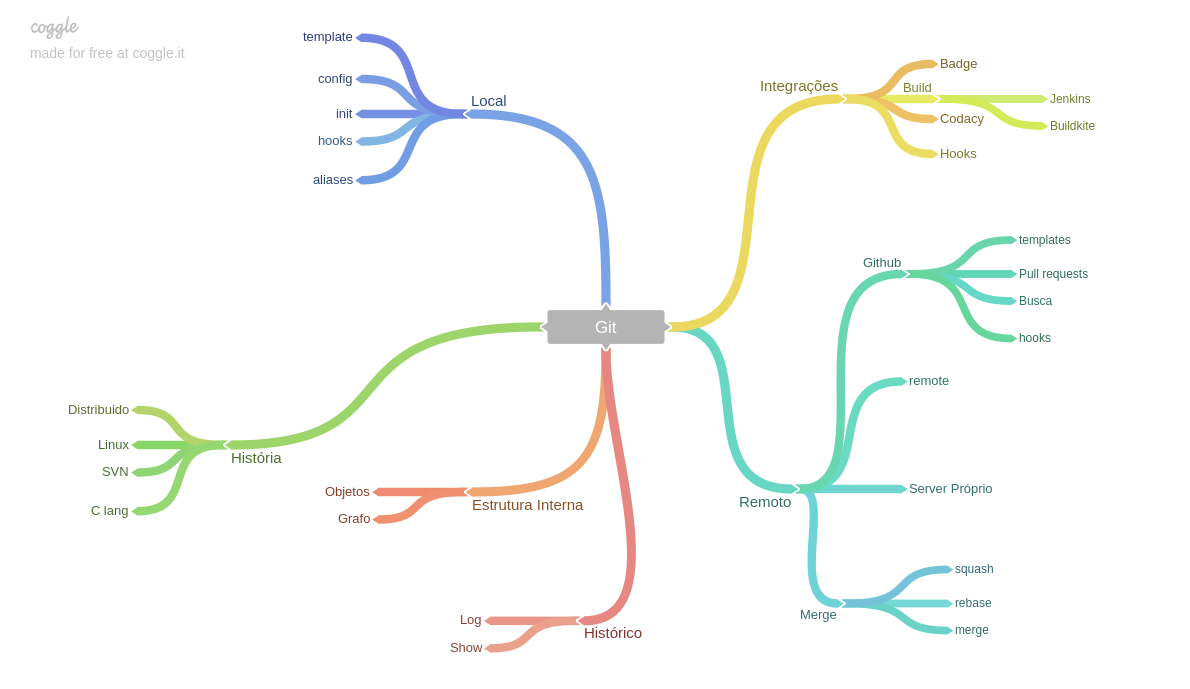 coggle
made for free at coggle.it
template
config
init
hooks
aliases
Local
Integrações
Badge
Build
Jenkins
Buildkite
Codacy
Hooks
Git
Github
templates
Pull requests
Busca
hooks
remote
Server Próprio
Remoto
Merge
squash
rebase
merge
Distribuido
Linux
SVN
C lang
História
Objetos
Grafo
Estrutura Interna
Log
Show
Histórico